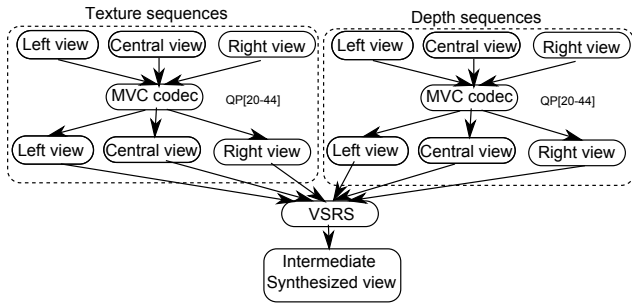 Texture sequences
Depth sequences
Left view
Central view
Right view
Left view
Central view
Right view
MVC codec
QP[20-44]
MVC codec
QP[20-44]
Left view
Central view
Right view
Left view
Central view
Right view
VSRS
Intermediate
Synthesized view